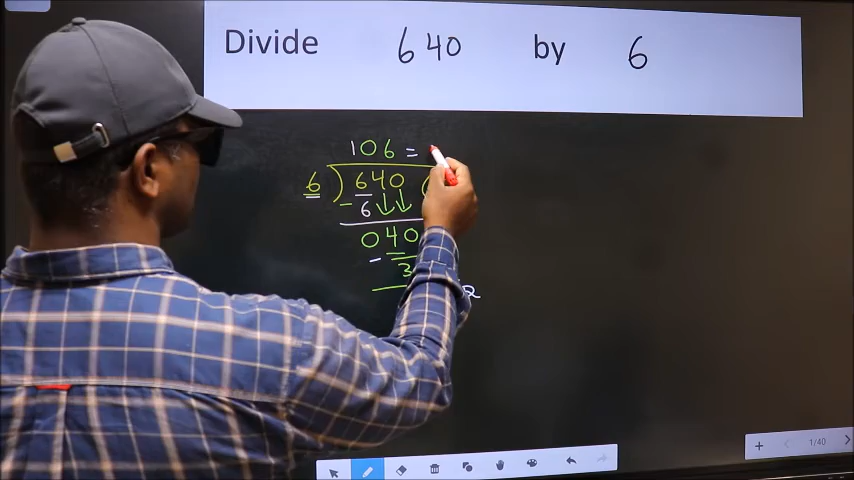 Divide 640 by 6
106 =
6 ) 640 (
- 6
040
- 3
R
1/40